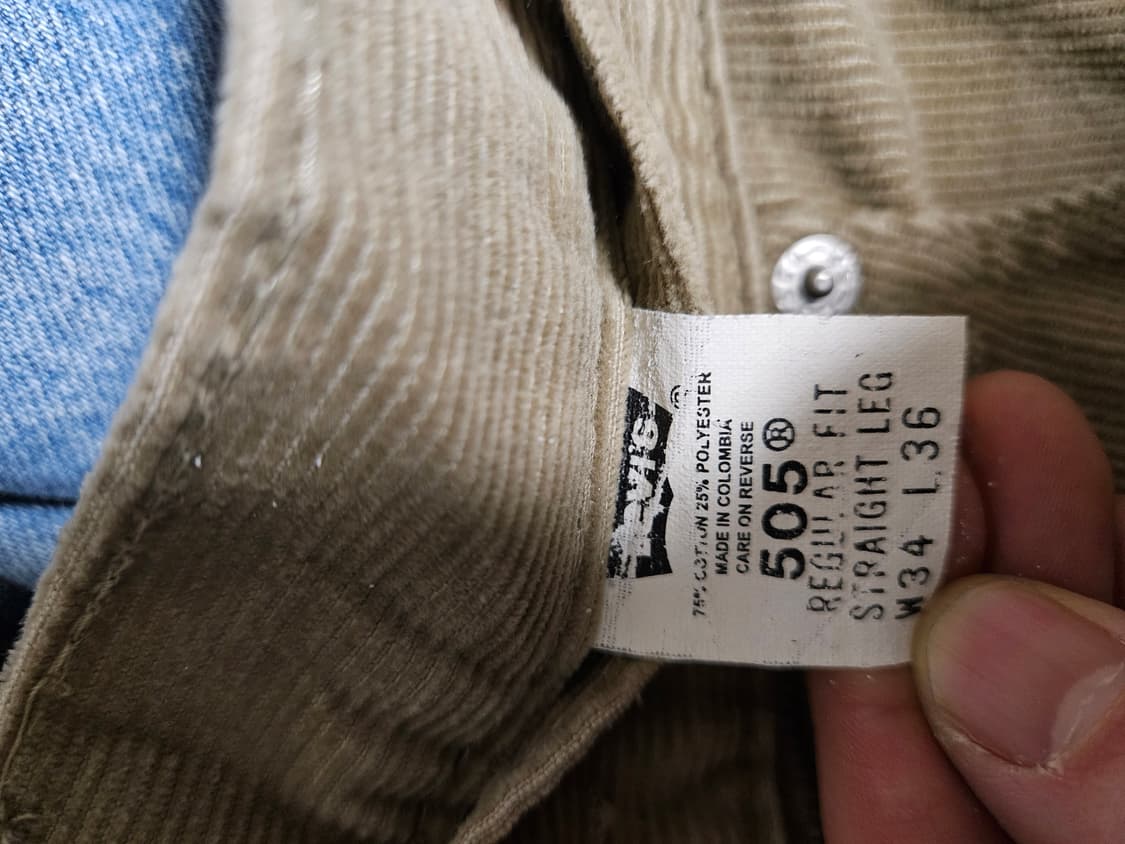 Levi's ®
75% COTTON 25% POLYESTER
MADE IN COLOMBIA
CARE ON REVERSE
505®
REGULAR FIT
STRAIGHT LEG
W34 L36